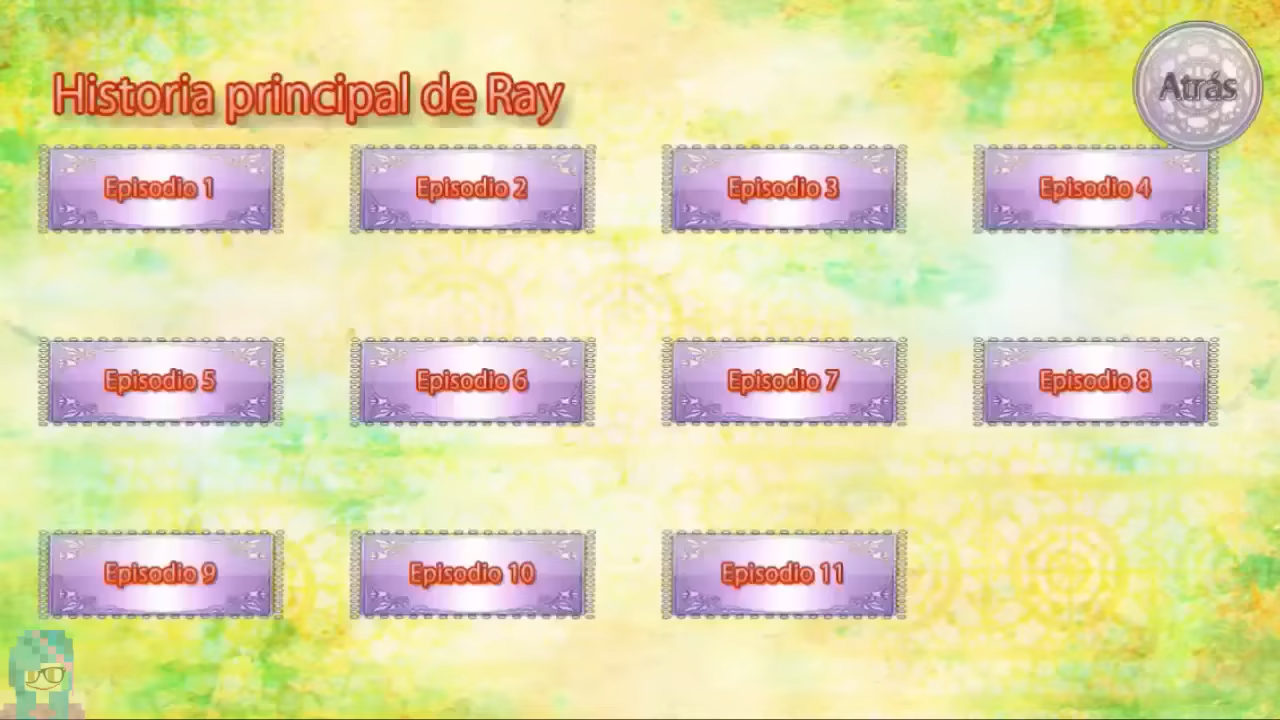 Historia principal de Ray
Atrás
Episodio 1
Episodio 2
Episodio 3
Episodio 4
Episodio 5
Episodio 6
Episodio 7
Episodio 8
Episodio 9
Episodio 10
Episodio 11